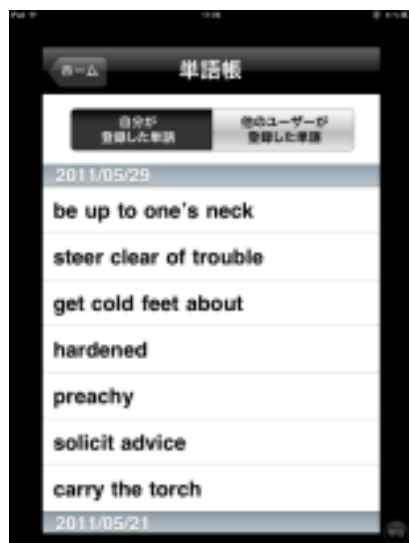 iPad
ホーム
単語帳
自分が
登録した単語
他のユーザーが
登録した単語
2011/05/29
be up to one's neck
steer clear of trouble
get cold feet about
hardened
preachy
solicit advice
carry the torch
2011/05/21